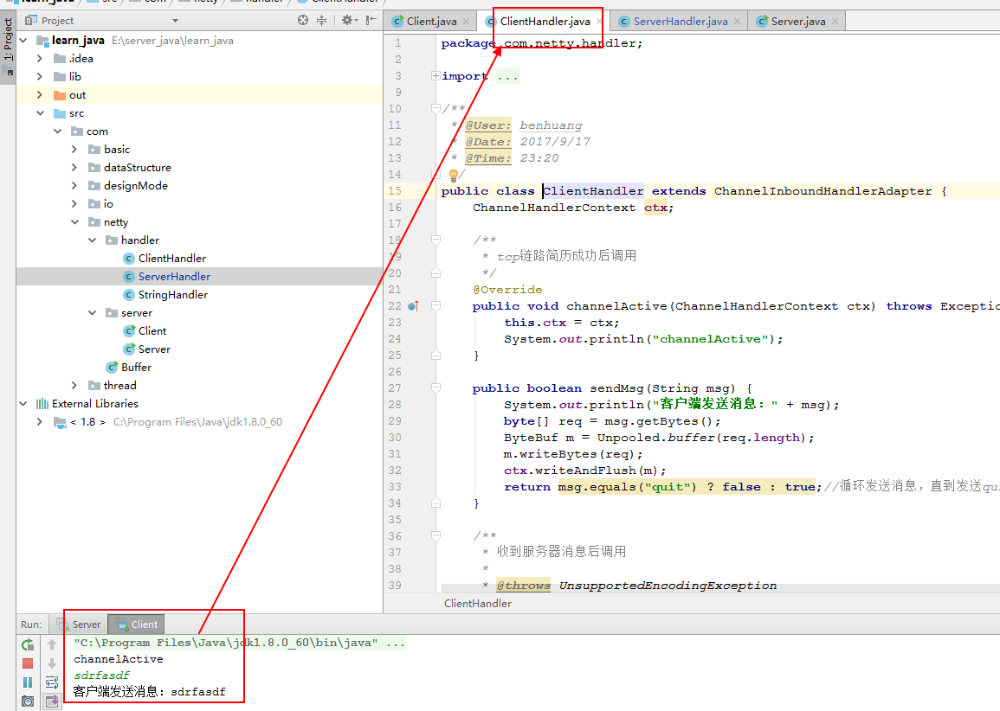 learn_java
src
com
netty
handler
ClientHandler
1: Project
Project
learn_java E:\server_java\learn_java
.idea
lib
out
src
com
basic
dataStructure
designMode
io
netty
handler
ClientHandler
ServerHandler
StringHandler
server
Client
Server
Buffer
thread
External Libraries
< 1.8 > C:\Program Files\Java\jdk1.8.0_60
Client.java
ClientHandler.java
ServerHandler.java
Server.java
1 package com.netty.handler;
2
3 import ...
9
10 /**
11 * @User: benhuang
12 * @Date: 2017/9/17
13 * @Time: 23:20
14 */
15 public class ClientHandler extends ChannelInboundHandlerAdapter {
16 ChannelHandlerContext ctx;
17
18 /**
19 * tcp链路简历成功后调用
20 */
21 @Override
22 public void channelActive(ChannelHandlerContext ctx) throws Exceptio
23 this.ctx = ctx;
24 System.out.println("channelActive");
25 }
26
27 public boolean sendMsg(String msg) {
28 System.out.println("客户端发送消息：" + msg);
29 byte[] req = msg.getBytes();
30 ByteBuf m = Unpooled.buffer(req.length);
31 m.writeBytes(req);
32 ctx.writeAndFlush(m);
33 return msg.equals("quit") ? false : true;//循环发送消息，直到发送qu
34 }
35
36 /**
37 * 收到服务器消息后调用
38 *
39 * @throws UnsupportedEncodingException
ClientHandler
Run: Server Client
"C:\Program Files\Java\jdk1.8.0_60\bin\java" ...
channelActive
sdrfasdf
客户端发送消息：sdrfasdf